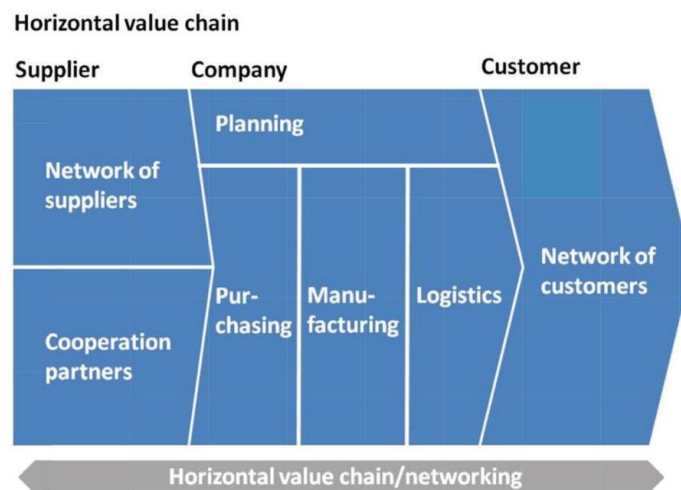 Horizontal value chain
Supplier
Company
Customer
Planning
Network of
suppliers
Cooperation
partners
Pur-
chasing
Manu-
facturing
Logistics
Network of
customers
Horizontal value chain/networking